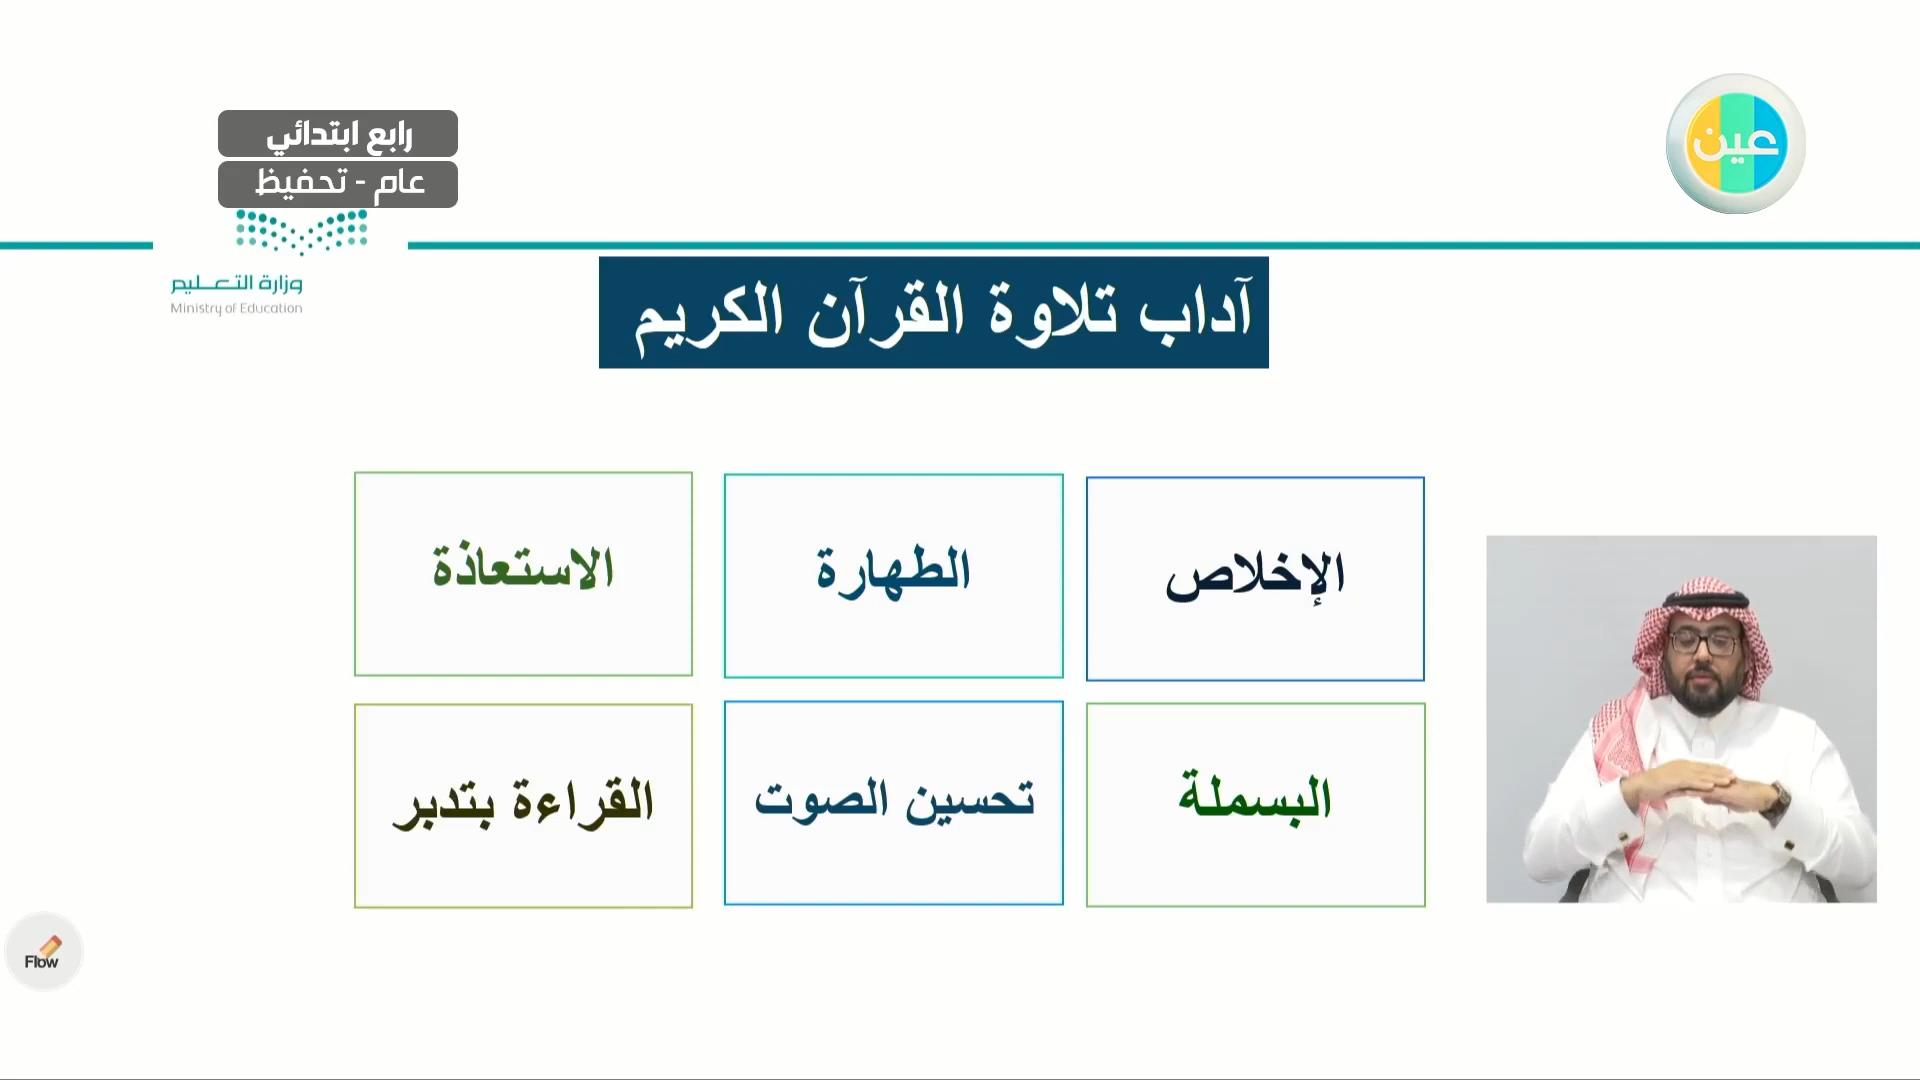 رابع ابتدائي
عام - تحفيظ
عين
وزارة التعليم
Ministry of Education
آداب تلاوة القرآن الكريم
الإخلاص
الطهارة
الاستعاذة
البسملة
تحسين الصوت
القراءة بتدبر
Flow